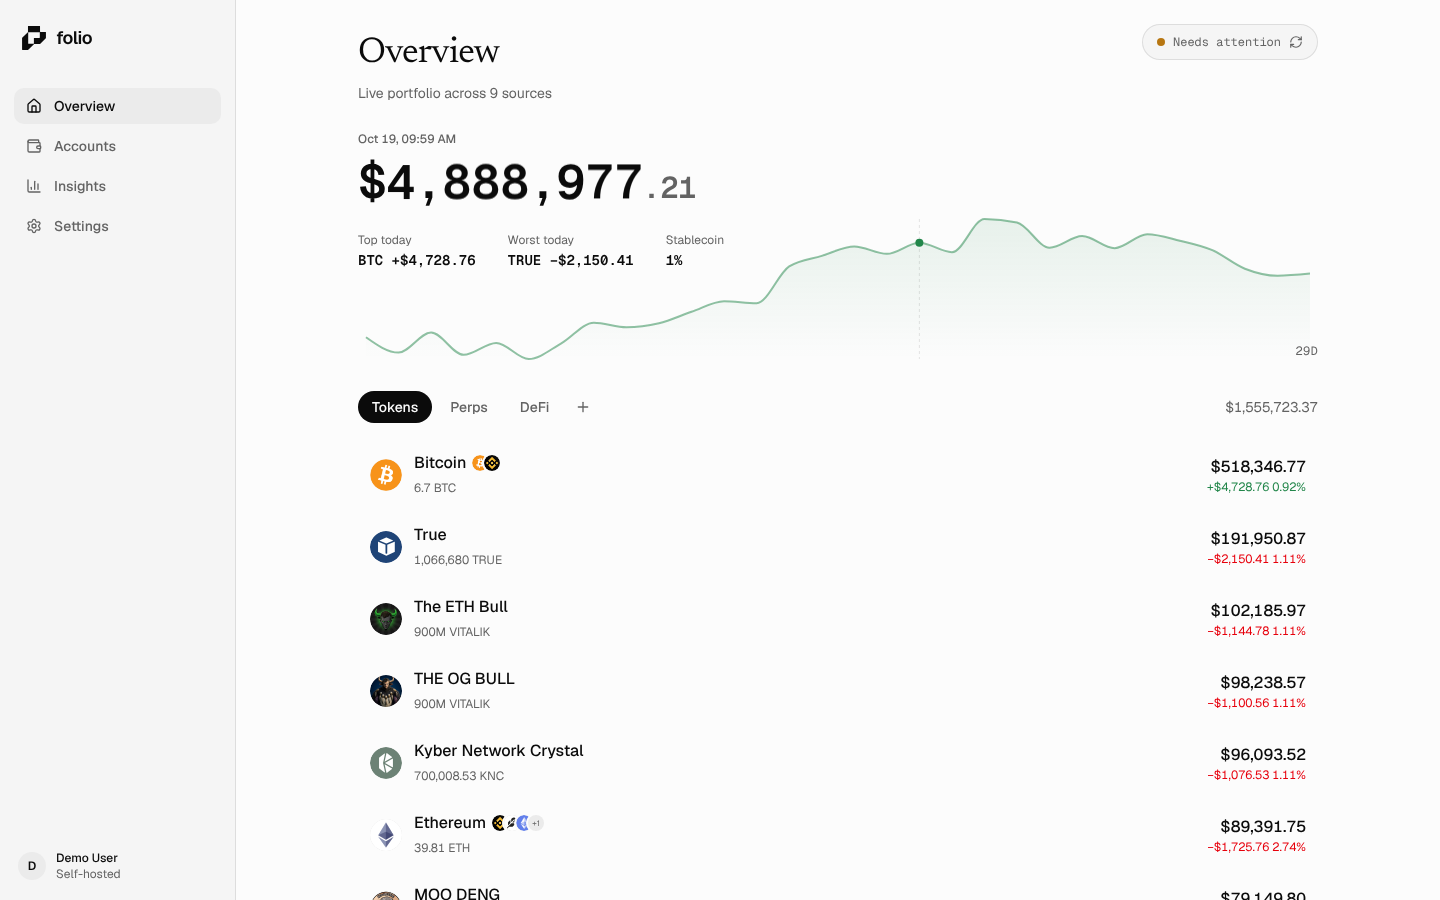 folio
Overview
Accounts
Insights
Settings
D
Demo User
Self-hosted
Overview
Needs attention
Live portfolio across 9 sources
Oct 19, 09:59 AM
$4,888,977.21
Top today
BTC +$4,728.76
Worst today
TRUE −$2,150.41
Stablecoin
1%
29D
Tokens
Perps
DeFi
+
$1,555,723.37
Bitcoin
6.7 BTC
$518,346.77
+$4,728.76 0.92%
True
1,066,680 TRUE
$191,950.87
−$2,150.41 1.11%
The ETH Bull
900M VITALIK
$102,185.97
−$1,144.78 1.11%
THE OG BULL
900M VITALIK
$98,238.57
−$1,100.56 1.11%
Kyber Network Crystal
700,008.53 KNC
$96,093.52
−$1,076.53 1.11%
Ethereum
+1
39.81 ETH
$89,391.75
−$1,725.76 2.74%
MOO DENG
$79,149.80